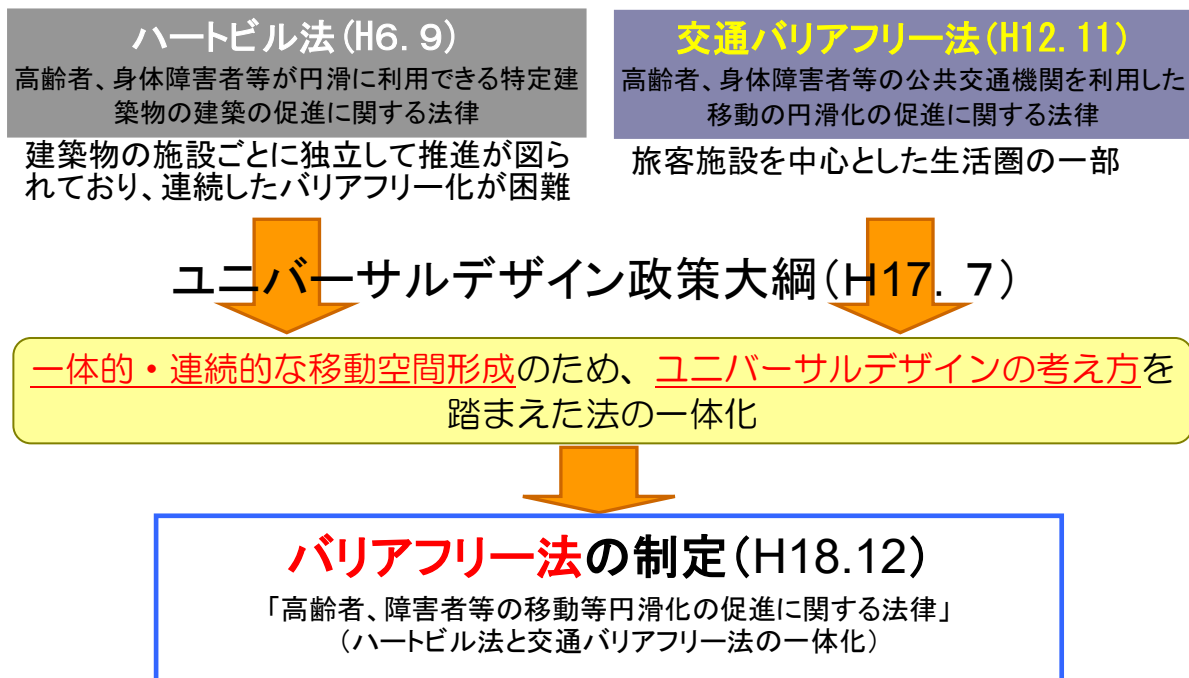 ハートビル法(H6.9)
高齢者、身体障害者等が円滑に利用できる特定建
築物の建築の促進に関する法律
建築物の施設ごとに独立して推進が図ら
れており、連続したバリアフリー化が困難
交通バリアフリー法(H12.11)
高齢者、身体障害者等の公共交通機関を利用した
移動の円滑化の促進に関する法律
旅客施設を中心とした生活圏の一部
ユニバーサルデザイン政策大綱(H17.7)
一体的・連続的な移動空間形成のため、ユニバーサルデザインの考え方を
踏まえた法の一体化
バリアフリー法の制定(H18.12)
「高齢者、障害者等の移動等円滑化の促進に関する法律」
(ハートビル法と交通バリアフリー法の一体化)